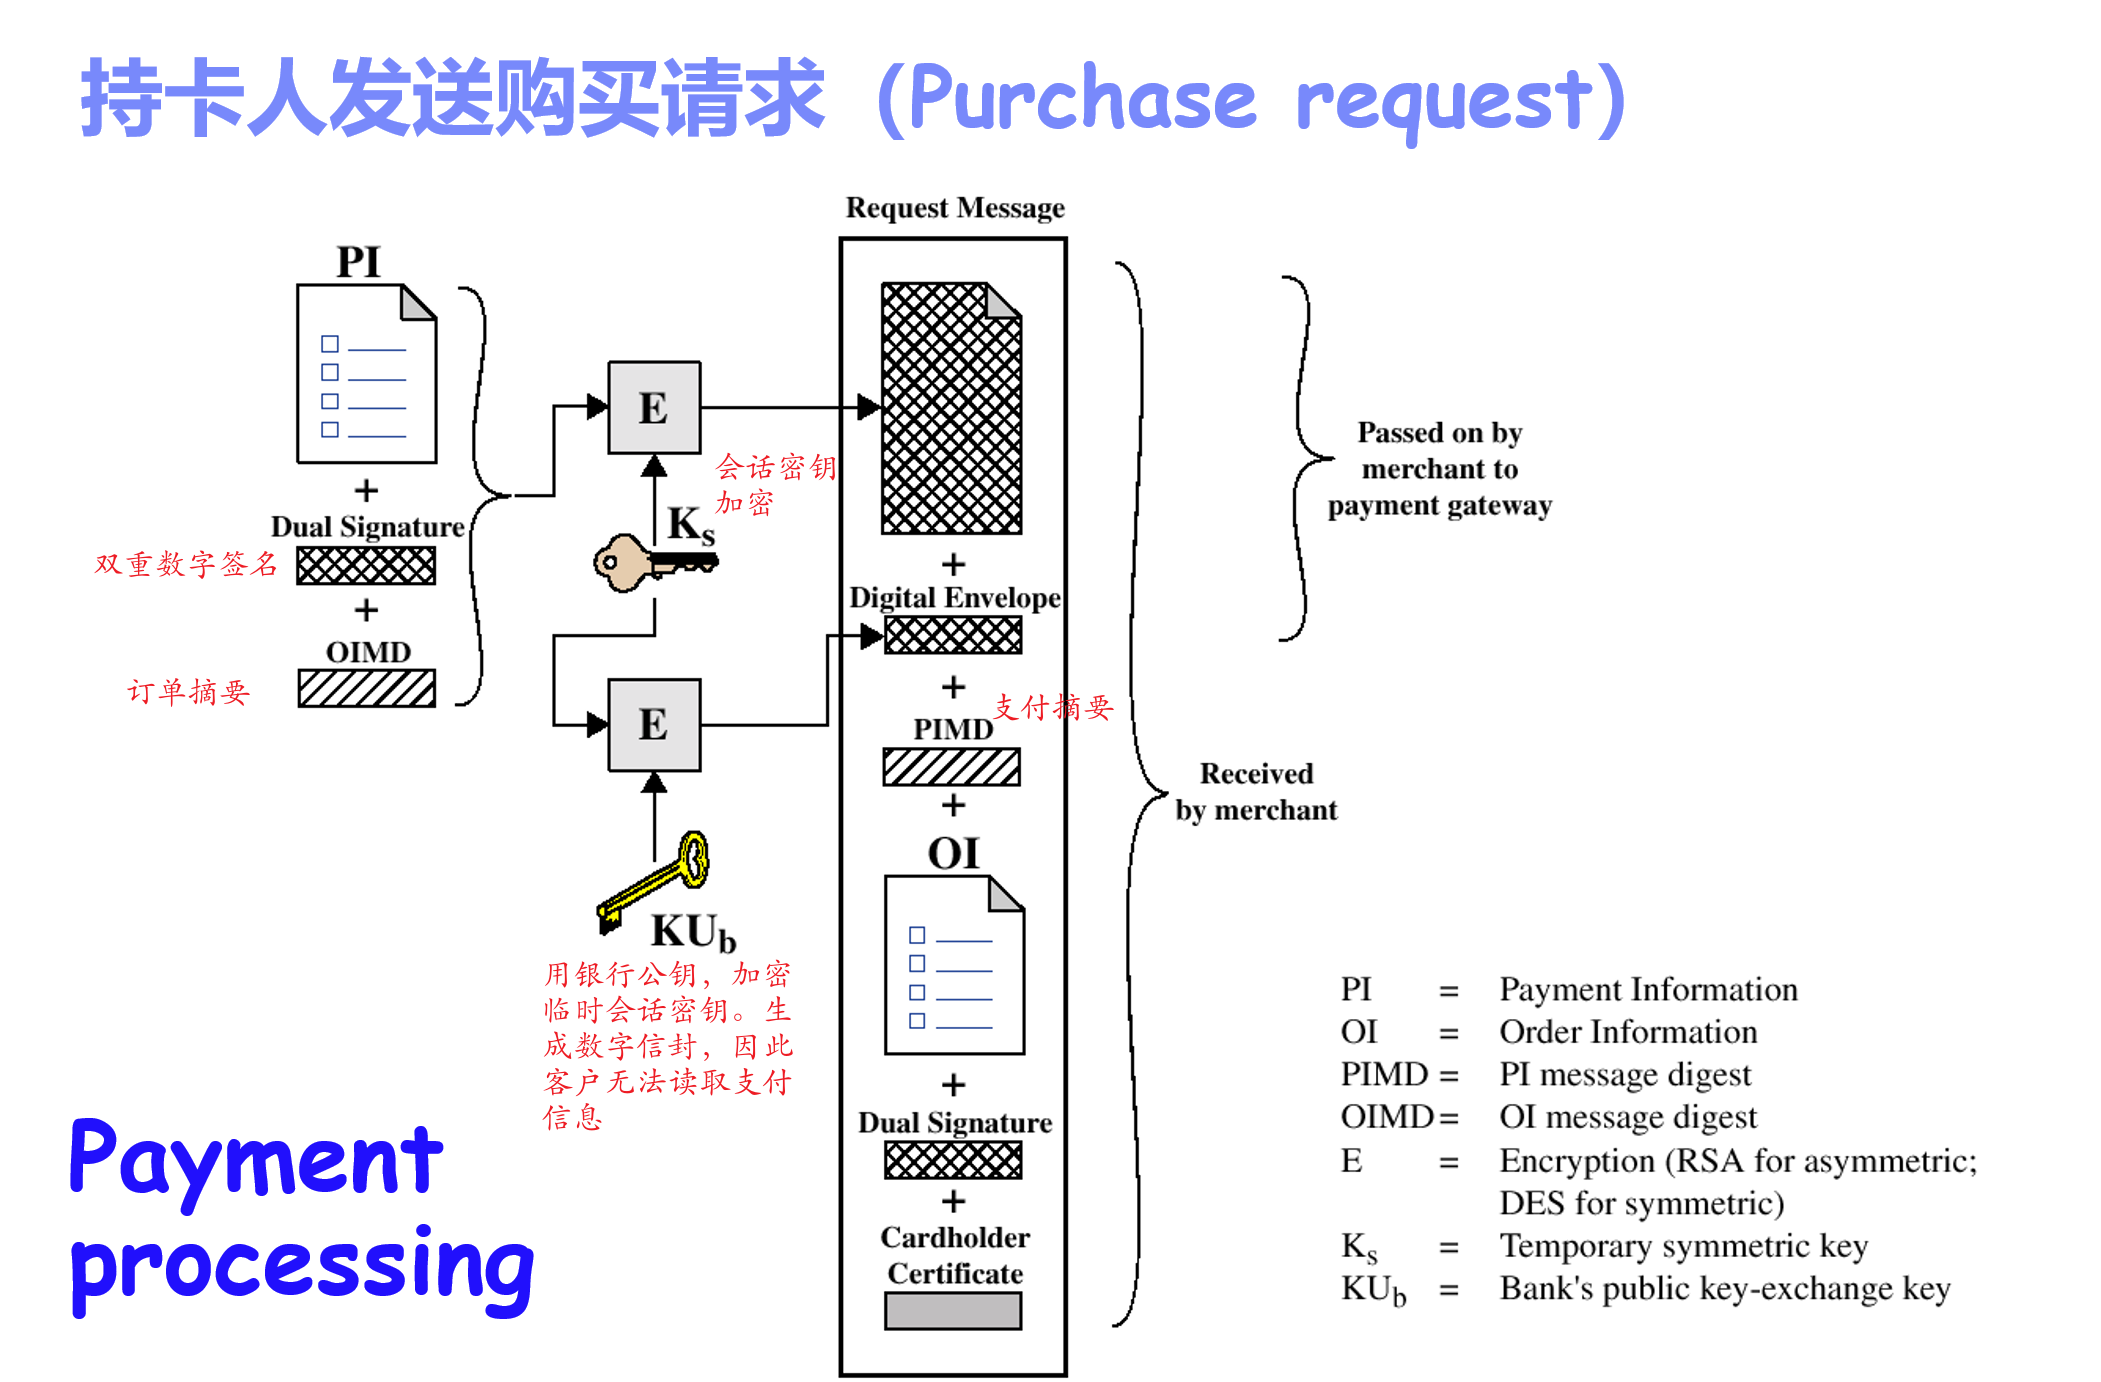 持卡人发送购买请求 (Purchase request)
Request Message
PI
+
Dual Signature
双重数字签名
+
OIMD
订单摘要
E
会话密钥
加密
Ks
E
KUb
用银行公钥，加密
临时会话密钥。生
成数字信封，因此
客户无法读取支付
信息
+
Digital Envelope
+
支付摘要
PIMD
+
OI
+
Dual Signature
+
Cardholder
Certificate
Passed on by
merchant to
payment gateway
Received
by merchant
PI = Payment Information
OI = Order Information
PIMD = PI message digest
OIMD = OI message digest
E = Encryption (RSA for asymmetric;
DES for symmetric)
Ks = Temporary symmetric key
KUb = Bank's public key-exchange key
Payment
processing